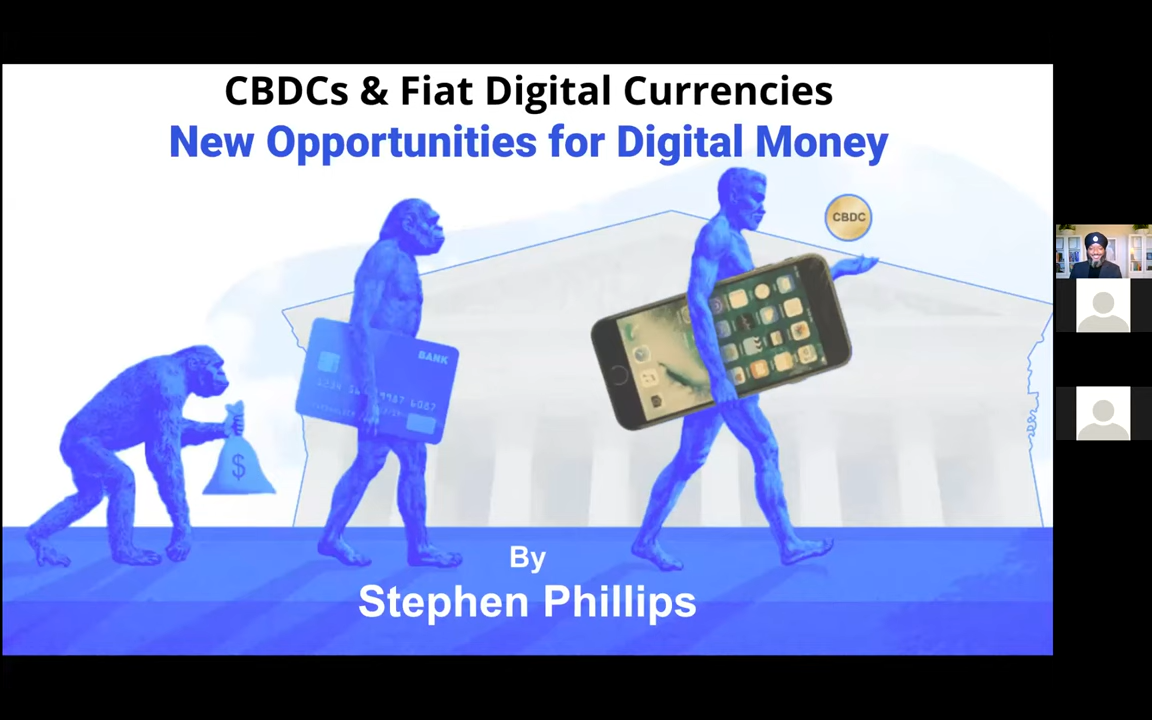 CBDCs & Fiat Digital Currencies
New Opportunities for Digital Money
CBDC
BANK
$
By
Stephen Phillips